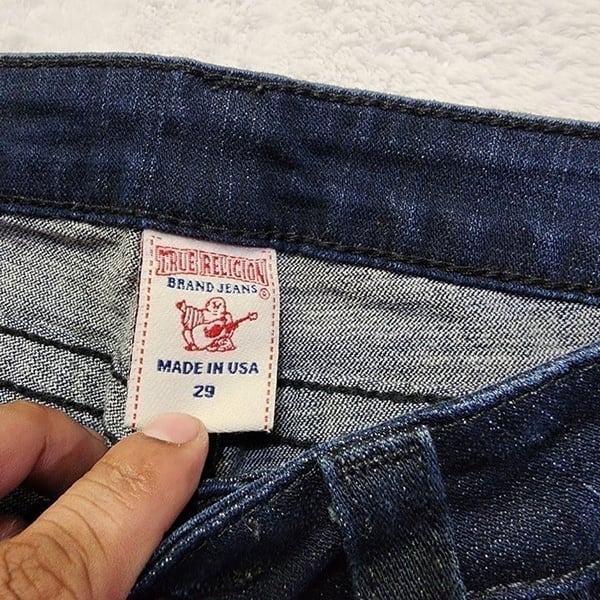 TRUE RELIGION
BRAND JEANS ©
MADE IN USA
29